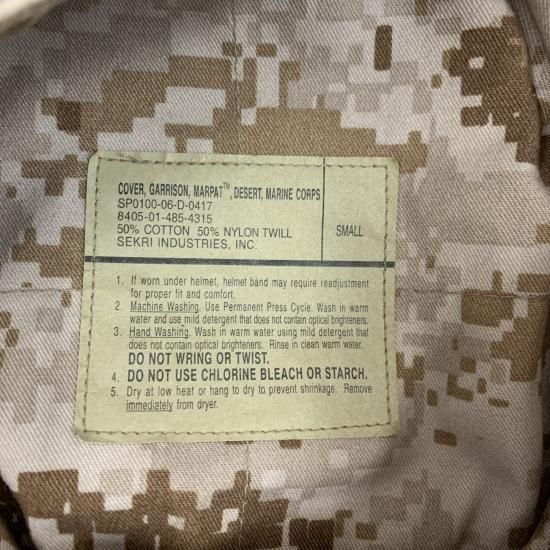 COVER, GARRISON, MARPAT™, DESERT, MARINE CORPS
SP0100-06-D-0417
8405-01-485-4315
50% COTTON 50% NYLON TWILL
SEKRI INDUSTRIES, INC.
SMALL
1. If worn under helmet, helmet band may require readjustment
for proper fit and comfort.
2. Machine Washing. Use Permanent Press Cycle. Wash in warm
water and use mild detergent that does not contain optical brighteners.
3. Hand Washing. Wash in warm water using mild detergent that
does not contain optical brighteners. Rinse in clean warm water.
DO NOT WRING OR TWIST.
4. DO NOT USE CHLORINE BLEACH OR STARCH.
5. Dry at low heat or hang to dry to prevent shrinkage. Remove
immediately from dryer.